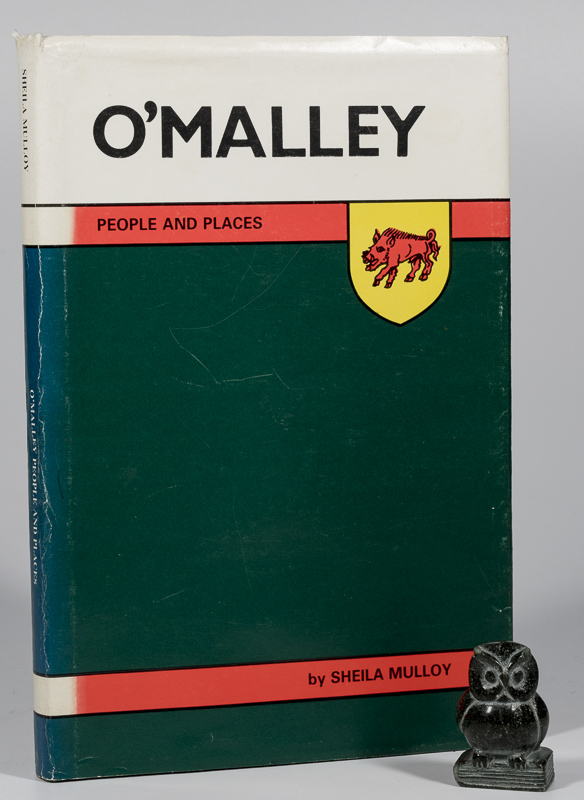 O'MALLEY
PEOPLE AND PLACES
by SHEILA MULLOY
SHEILA MULLOY
O'MALLEY PEOPLE AND PLACES